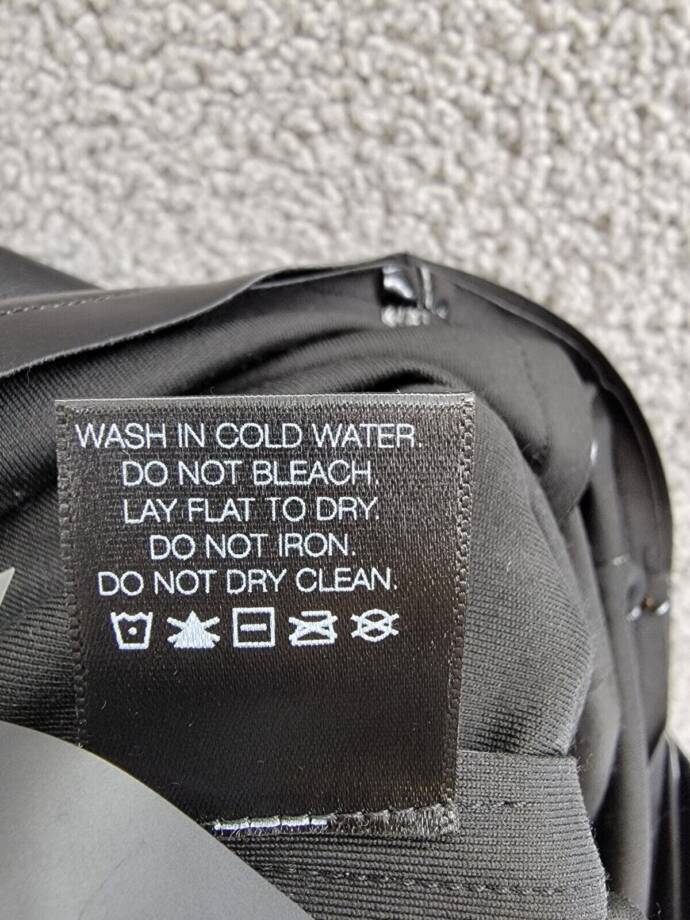 WASH IN COLD WATER.
DO NOT BLEACH.
LAY FLAT TO DRY.
DO NOT IRON.
DO NOT DRY CLEAN.